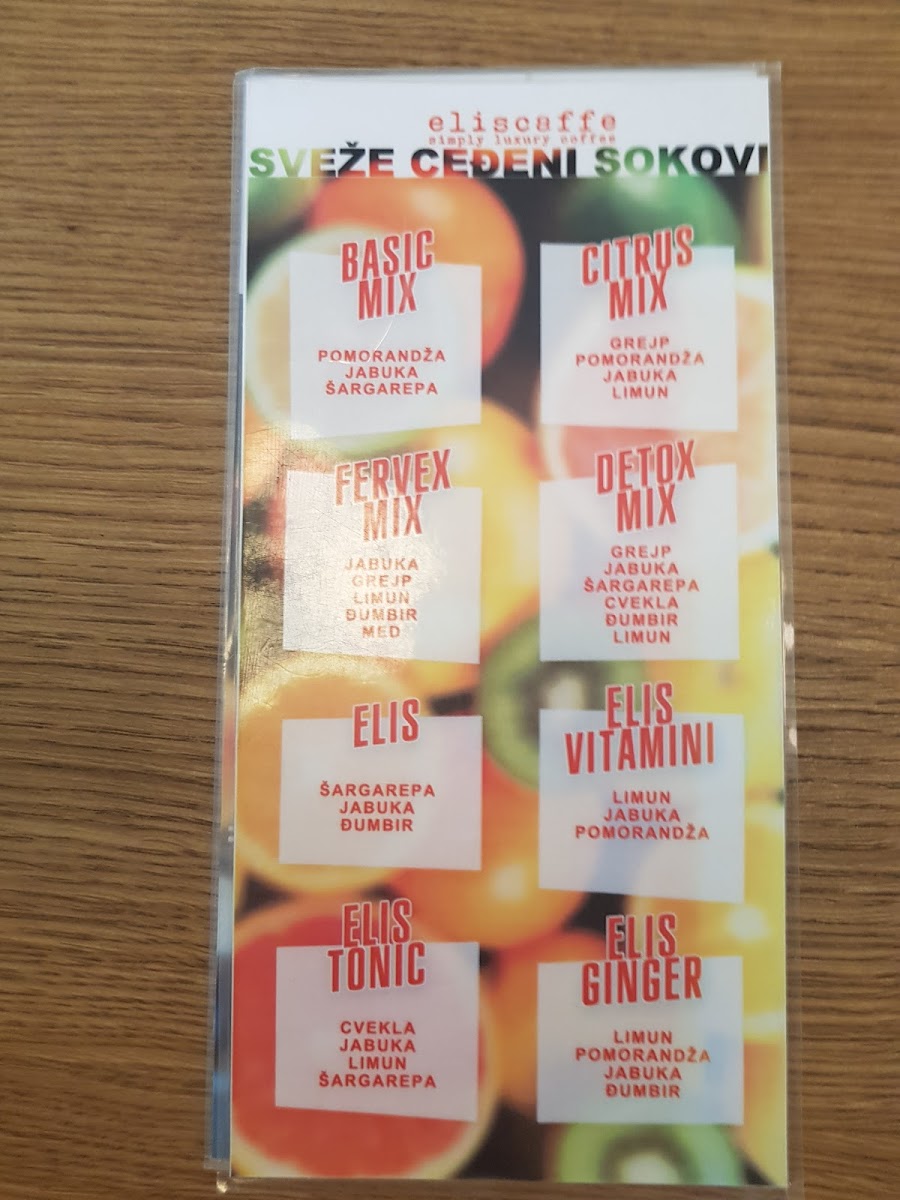 eliscaffe
simply luxury coffee
SVEŽE CEĐENI SOKOVI
BASIC
MIX
POMORANDŽA
JABUKA
ŠARGAREPA
CITRUS
MIX
GREJP
POMORANDŽA
JABUKA
LIMUN
FERVEX
MIX
JABUKA
GREJP
LIMUN
ĐUMBIR
MED
DETOX
MIX
GREJP
JABUKA
ŠARGAREPA
CVEKLA
ĐUMBIR
LIMUN
ELIS
ŠARGAREPA
JABUKA
ĐUMBIR
ELIS
VITAMINI
LIMUN
JABUKA
POMORANDŽA
ELIS
TONIC
CVEKLA
JABUKA
LIMUN
ŠARGAREPA
ELIS
GINGER
LIMUN
POMORANDŽA
JABUKA
ĐUMBIR